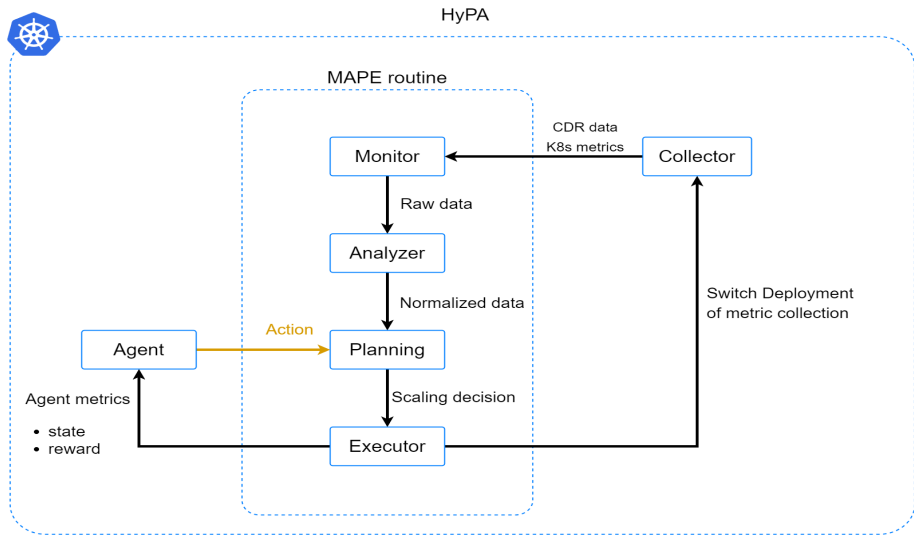 HyPA
MAPE routine
CDR data
K8s metrics
Monitor
Collector
Raw data
Analyzer
Normalized data
Switch Deployment
of metric collection
Action
Agent
Planning
Agent metrics
Scaling decision
• state
• reward
Executor